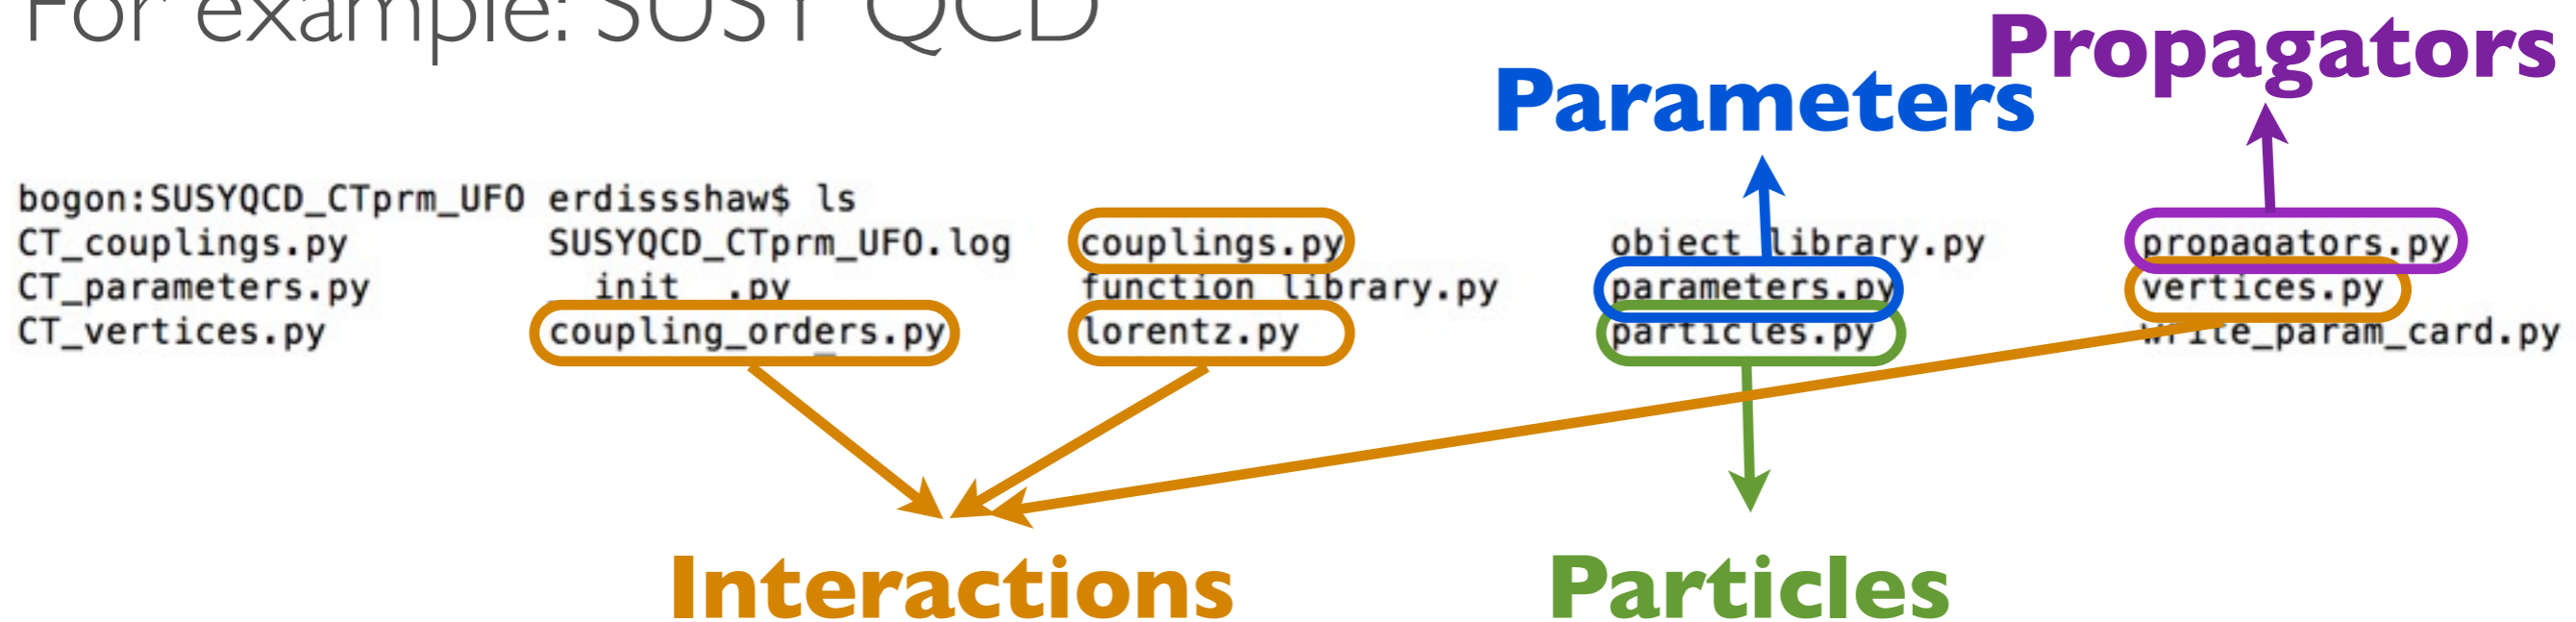 For example: SUSY QCD
Propagators
Parameters
bogon:SUSYQCD_CTprm_UFO erdissshaw$ ls
CT_couplings.py SUSYQCD_CTprm_UFO.log couplings.py object_library.py propagators.py
CT_parameters.py __init__.py function_library.py parameters.py vertices.py
CT_vertices.py coupling_orders.py lorentz.py particles.py write_param_card.py
Interactions Particles